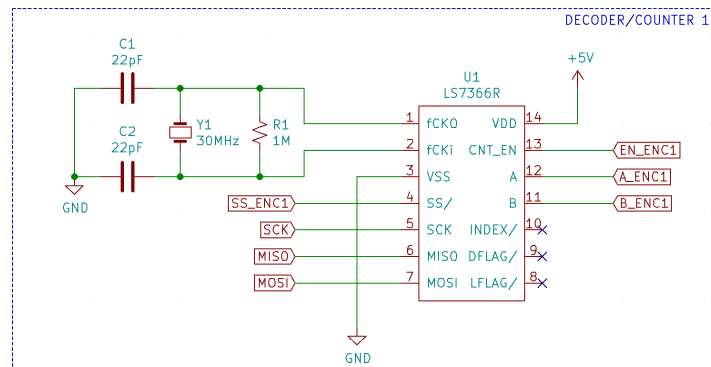 DECODER/COUNTER 1
C1
22pF
+5V
U1
LS7366R
Y1
30MHz
R1
1M
1 fCKO VDD 14
C2
22pF
2 fCKi CNT_EN 13 EN_ENC1
3 VSS A 12 A_ENC1
GND
SS_ENC1 4 SS/ B 11 B_ENC1
SCK 5 SCK INDEX/ 10
MISO 6 MISO DFLAG/ 9
MOSI 7 MOSI LFLAG/ 8
GND